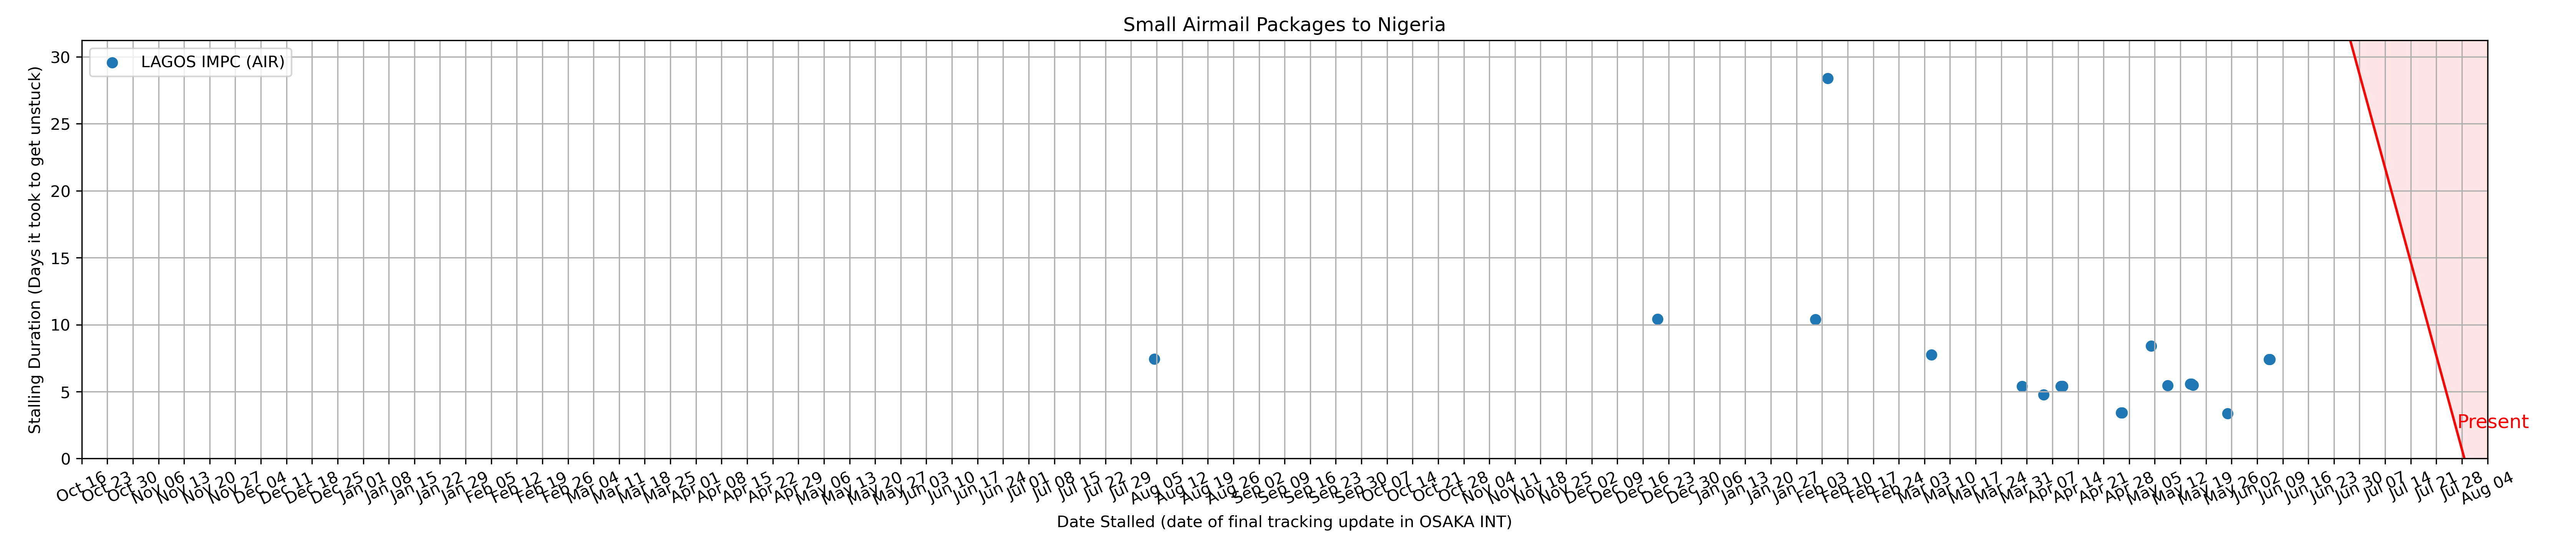 Small Airmail Packages to Nigeria
LAGOS IMPC (AIR)
Stalling Duration (Days it took to get unstuck)
30
25
20
15
10
5
0
Present
Oct 16
Oct 23
Oct 30
Nov 06
Nov 13
Nov 20
Nov 27
Dec 04
Dec 11
Dec 18
Dec 25
Jan 01
Jan 08
Jan 15
Jan 22
Jan 29
Feb 05
Feb 12
Feb 19
Feb 26
Mar 04
Mar 11
Mar 18
Mar 25
Apr 01
Apr 08
Apr 15
Apr 22
Apr 29
May 06
May 13
May 20
May 27
Jun 03
Jun 10
Jun 17
Jun 24
Jul 01
Jul 08
Jul 15
Jul 22
Jul 29
Aug 05
Aug 12
Aug 19
Aug 26
Sep 02
Sep 09
Sep 16
Sep 23
Sep 30
Oct 07
Oct 14
Oct 21
Oct 28
Nov 04
Nov 11
Nov 18
Nov 25
Dec 02
Dec 09
Dec 16
Dec 23
Dec 30
Jan 06
Jan 13
Jan 20
Jan 27
Feb 03
Feb 10
Feb 17
Feb 24
Mar 03
Mar 10
Mar 17
Mar 24
Mar 31
Apr 07
Apr 14
Apr 21
Apr 28
May 05
May 12
May 19
May 26
Jun 02
Jun 09
Jun 16
Jun 23
Jun 30
Jul 07
Jul 14
Jul 21
Jul 28
Aug 04
Date Stalled (date of final tracking update in OSAKA INT)